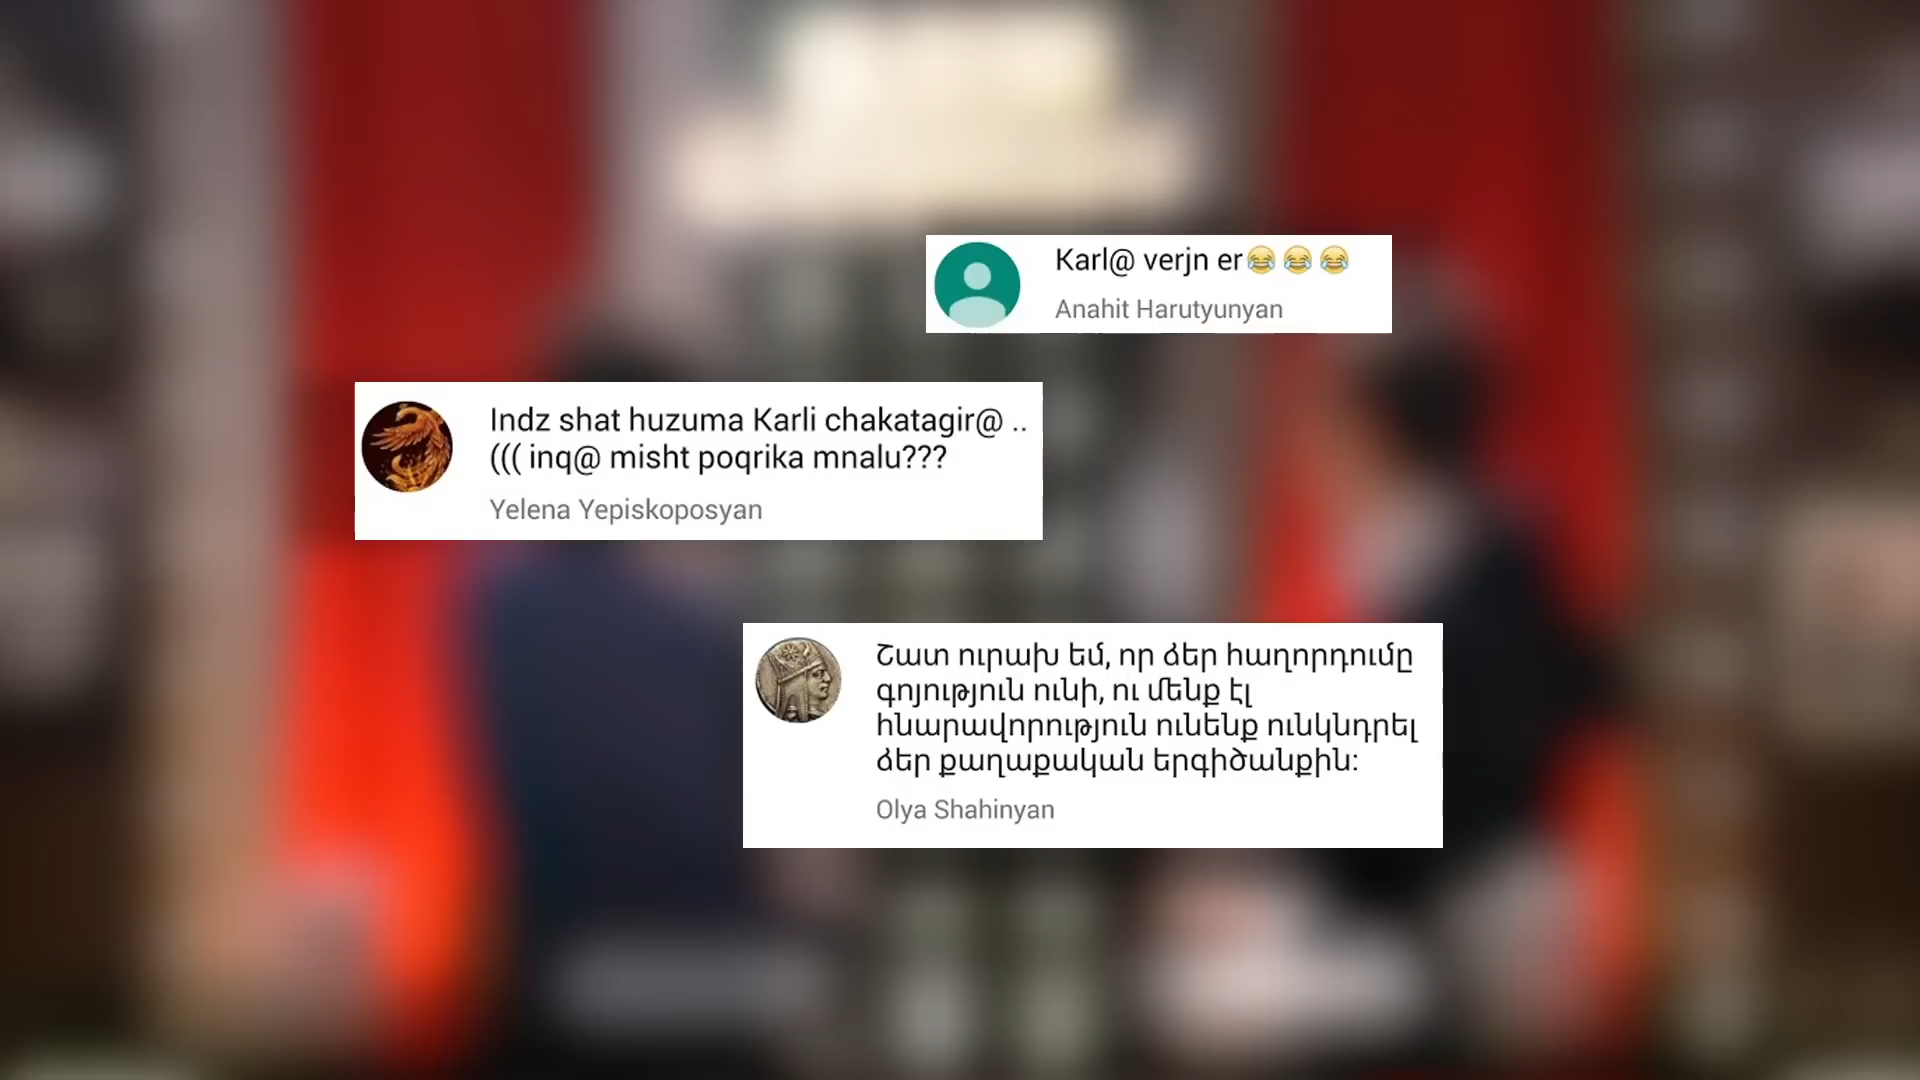 Karl@ verjn er😂😂😂
Anahit Harutyunyan
Indz shat huzuma Karli chakatagir@ ..
((( inq@ misht poqrika mnalu???
Yelena Yepiskoposyan
Շատ ուրախ եմ, որ ձեր հաղորդումը
գոյություն ունի, ու մենք էլ
հնարավորություն ունենք ունկնդրել
ձեր քաղաքական երգիծանքին:
Olya Shahinyan